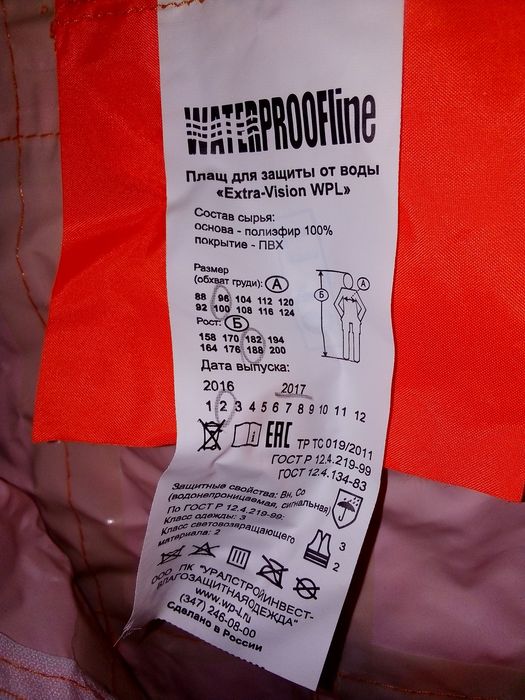 WATERPROOFline
Плащ для защиты от воды
«Extra-Vision WPL»
Состав сырья:
основа - полиэфир 100%
покрытие - ПВХ
Размер
(обхват груди): А
88 96 104 112 120
92 100 108 116 124
Рост: Б
158 170 182 194
164 176 188 200
А
Б
Дата выпуска:
2016 2017
1 2 3 4 5 6 7 8 9 10 11 12
EAC ТР ТС 019/2011
ГОСТ Р 12.4.219-99
ГОСТ 12.4.134-83
Защитные свойства: Вн, Со
(водонепроницаемая, сигнальная)
По ГОСТ Р 12.4.219-99:
Класс одежды: 3
Класс световозвращающего
материала: 2
3
2
ООО ПК "УРАЛСТРОЙИНВЕСТ-
ВЛАГОЗАЩИТНАЯОДЕЖДА"
www.wp-l.ru
(347) 246-08-00
Сделано в России